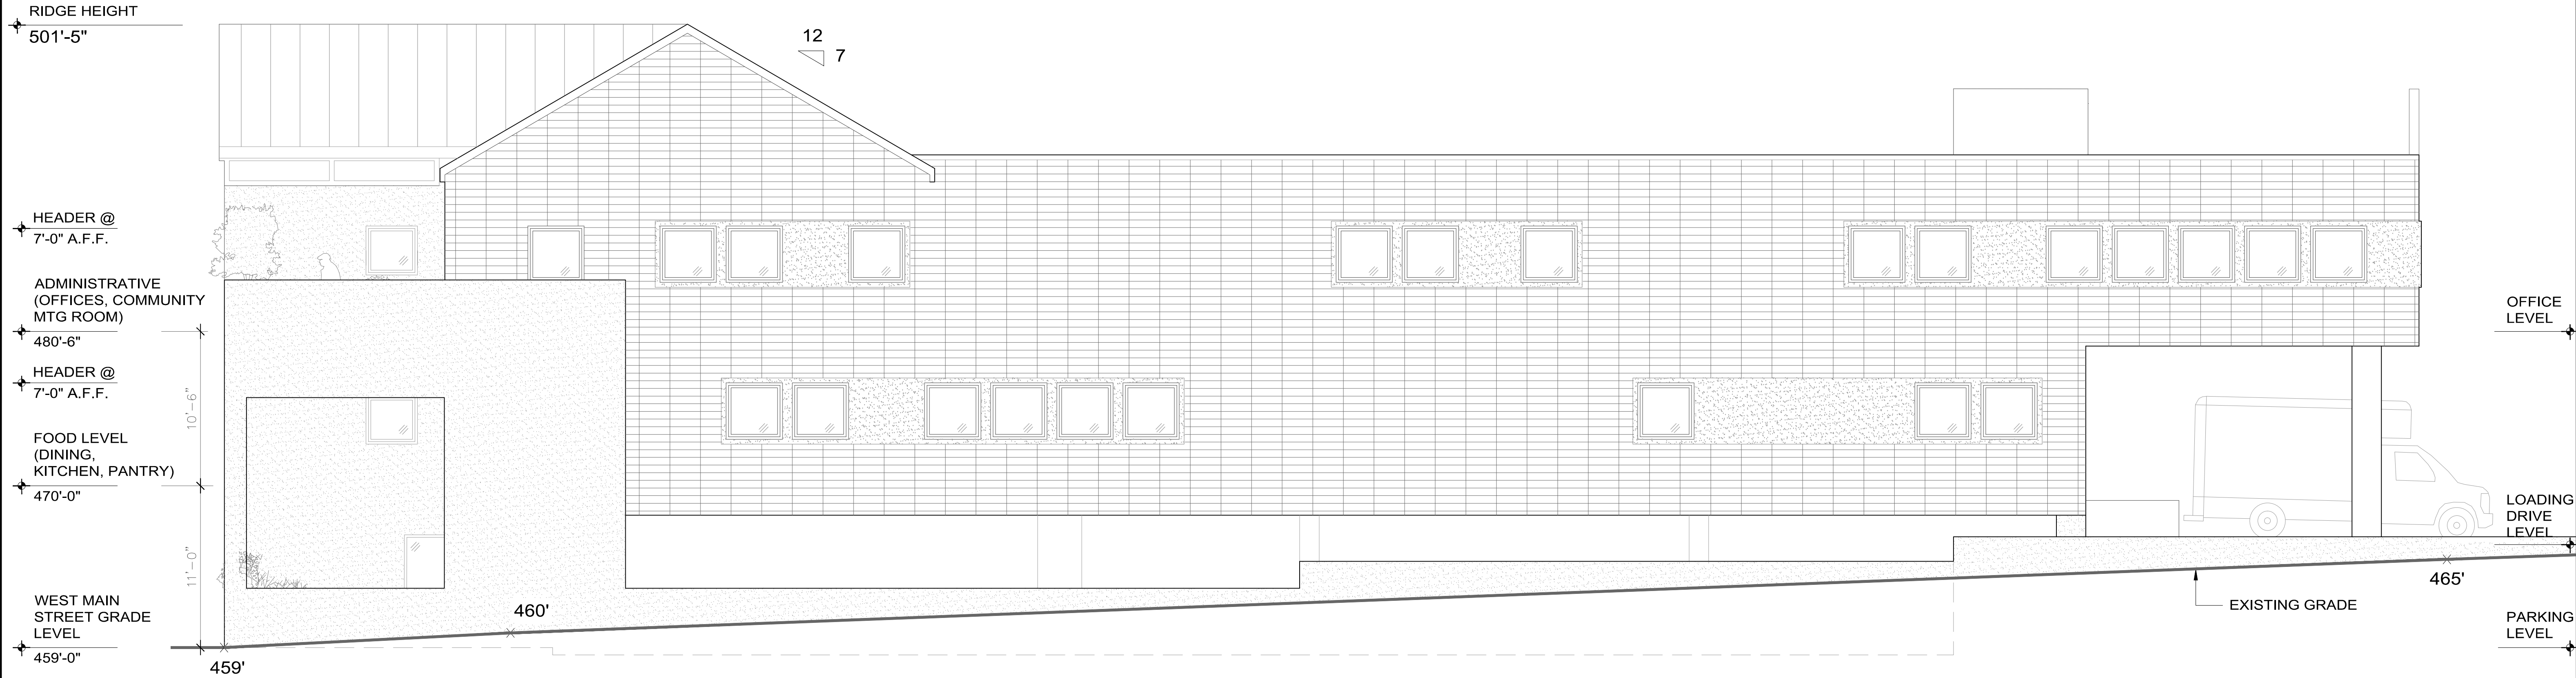 RIDGE HEIGHT
501'-5"
12
7
HEADER @
7'-0" A.F.F.
ADMINISTRATIVE
(OFFICES, COMMUNITY
MTG ROOM)
480'-6"
HEADER @
7'-0" A.F.F.
10'-6"
FOOD LEVEL
(DINING,
KITCHEN, PANTRY)
470'-0"
11'-0"
WEST MAIN
STREET GRADE
LEVEL
459'-0"
459'
460'
465'
EXISTING GRADE
OFFICE
LEVEL
LOADING
DRIVE
LEVEL
PARKING
LEVEL